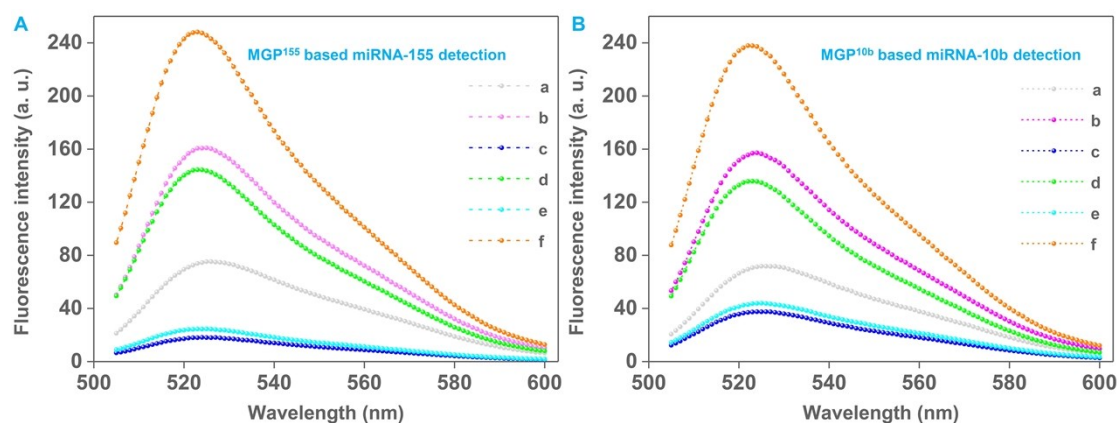 A
MGP¹⁵⁵ based miRNA-155 detection
a
b
c
d
e
f
Fluorescence intensity (a. u.)
240
200
160
120
80
40
0
500
520
540
560
580
600
Wavelength (nm)
B
MGP¹⁰ᵇ based miRNA-10b detection
a
b
c
d
e
f
Fluorescence intensity (a. u.)
240
200
160
120
80
40
0
500
520
540
560
580
600
Wavelength (nm)